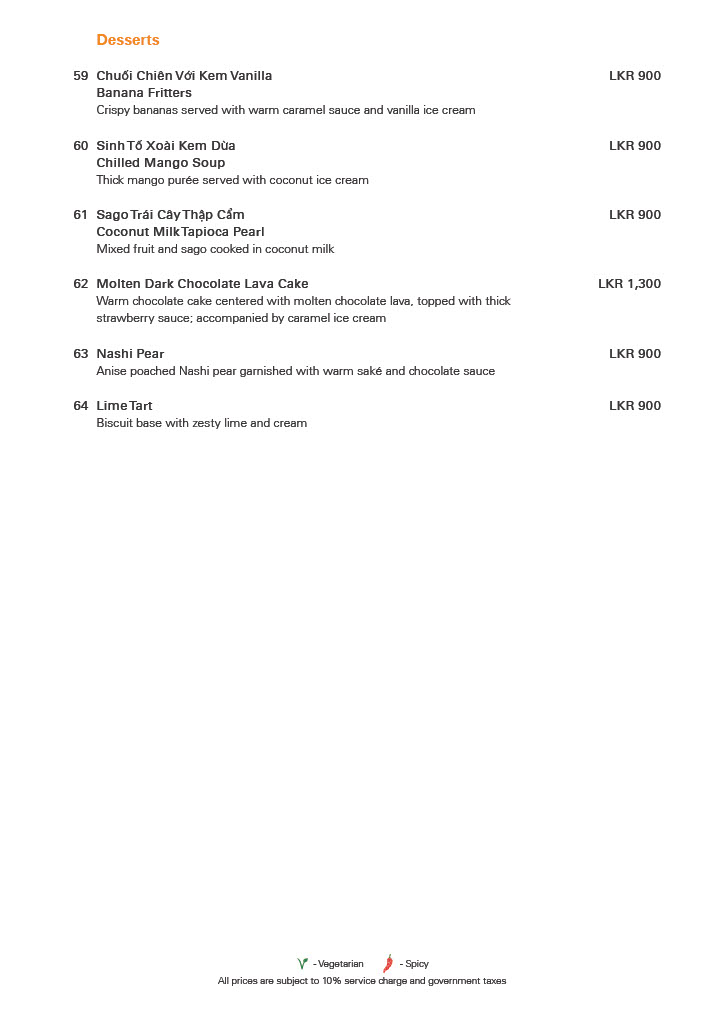 Desserts
59 Chuối Chiên Với Kem Vanilla LKR 900
Banana Fritters
Crispy bananas served with warm caramel sauce and vanilla ice cream
60 Sinh Tố Xoài Kem Dừa LKR 900
Chilled Mango Soup
Thick mango purée served with coconut ice cream
61 Sago Trái Cây Thập Cẩm LKR 900
Coconut Milk Tapioca Pearl
Mixed fruit and sago cooked in coconut milk
62 Molten Dark Chocolate Lava Cake LKR 1,300
Warm chocolate cake centered with molten chocolate lava, topped with thick
strawberry sauce; accompanied by caramel ice cream
63 Nashi Pear LKR 900
Anise poached Nashi pear garnished with warm saké and chocolate sauce
64 Lime Tart LKR 900
Biscuit base with zesty lime and cream
- Vegetarian - Spicy
All prices are subject to 10% service charge and government taxes